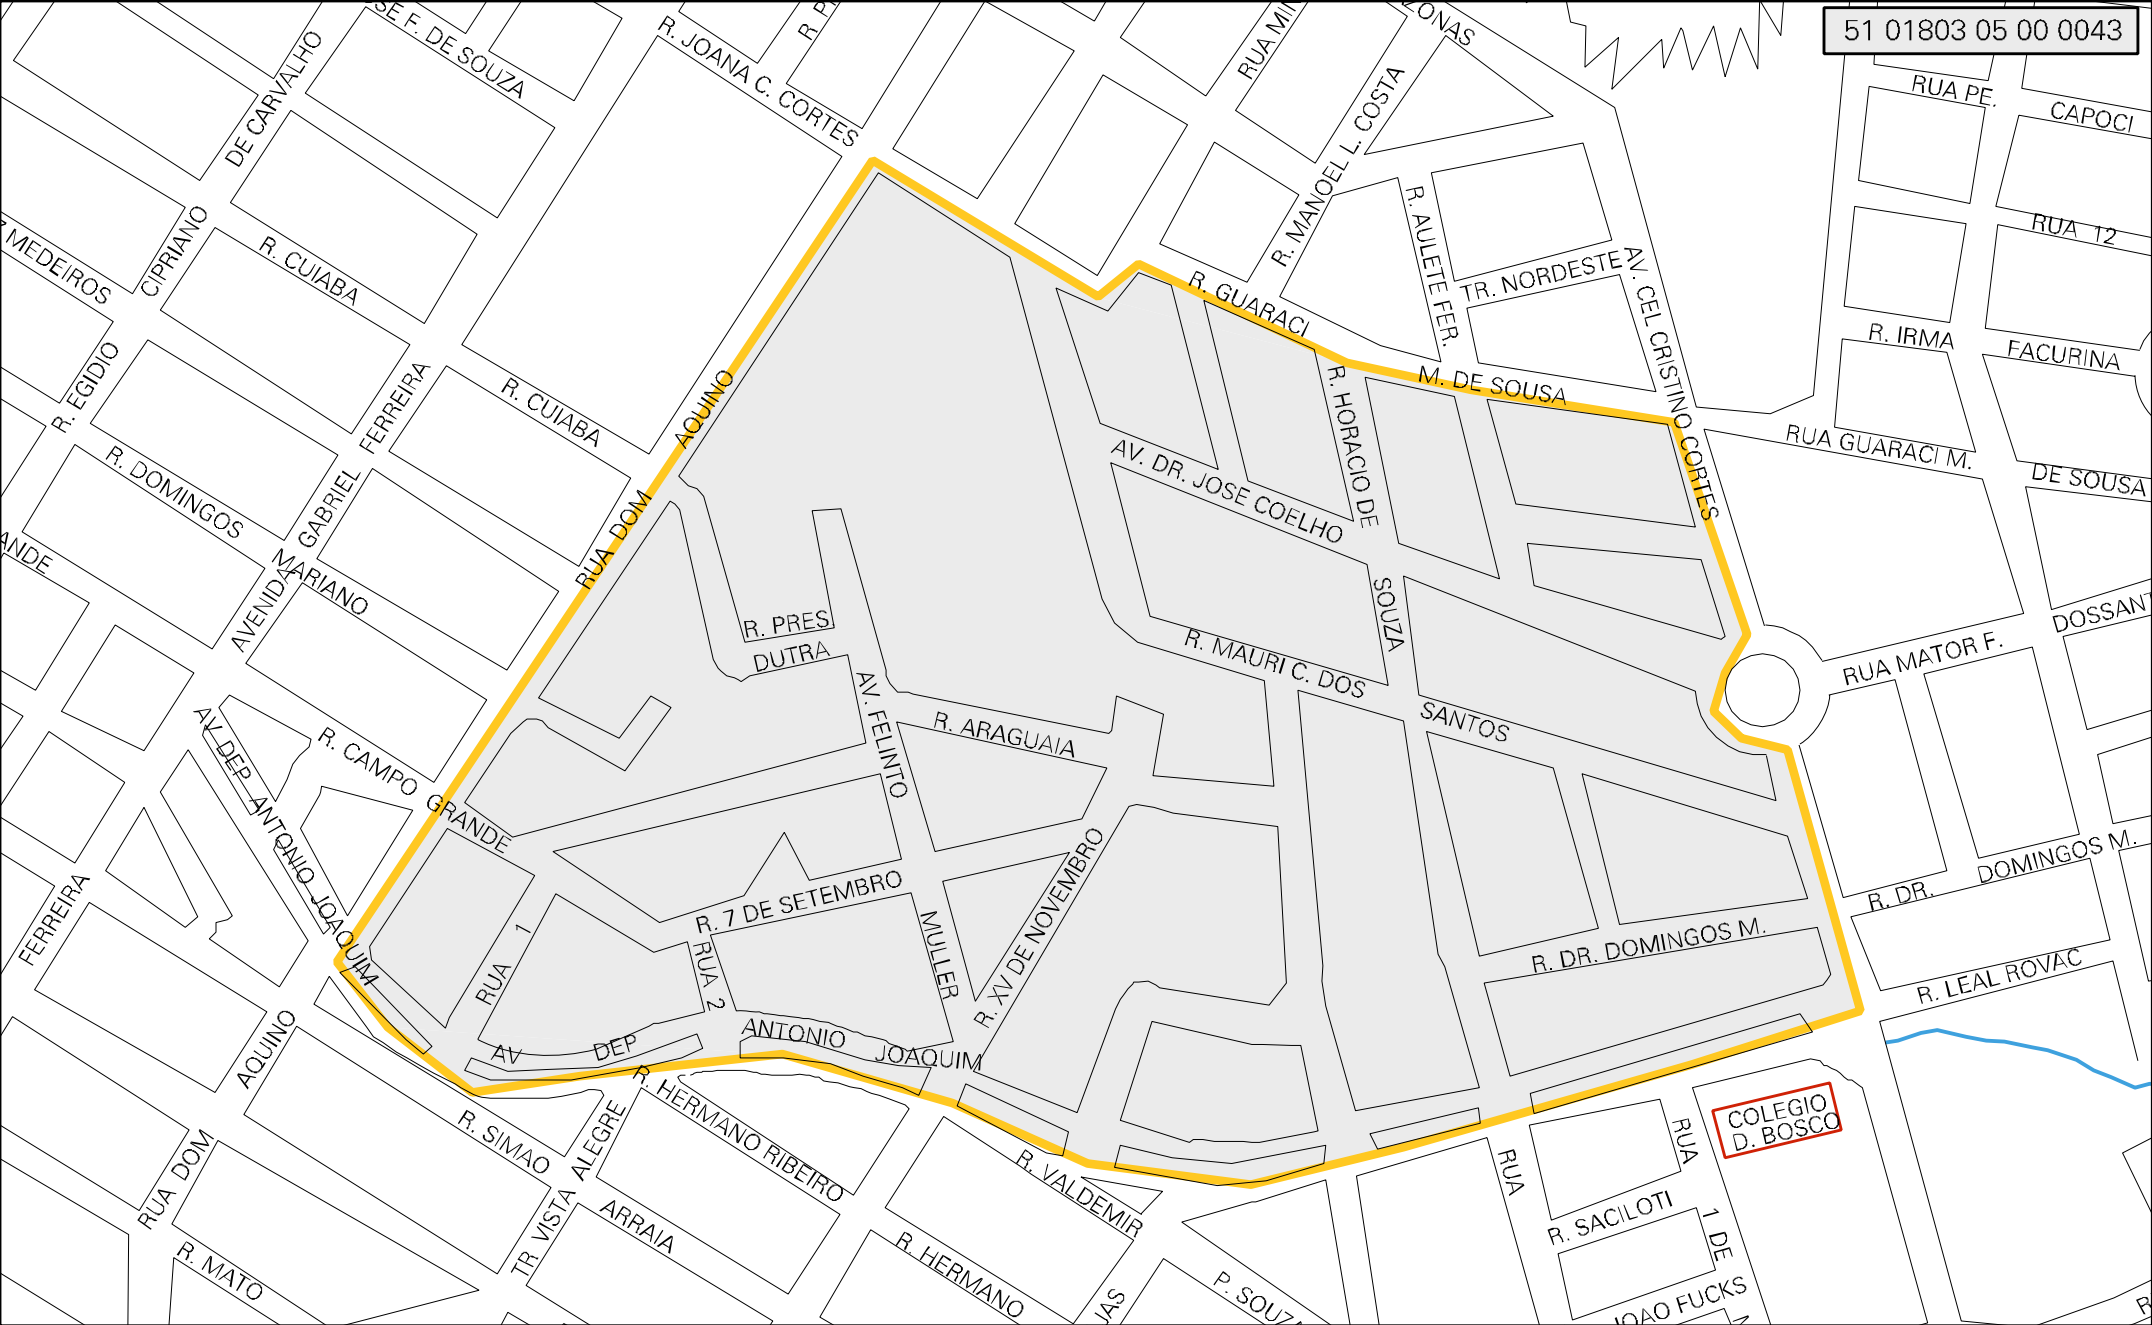 51 01803 05 00 0043
SE F. DE SOUZA
R. JOANA C. CORTES
RUA MIN
ZONAS
R. MANOEL L. COSTA
DE CARVALHO
CIPRIANO
R. EGIDIO
RUA PE.
CAPOCI
RUA 12
R. IRMA
FACURINA
RUA GUARACI M.
DE SOUSA
R. AULETE FER.
TR. NORDESTE
AV. CEL CRISTINO CORTES
R. GUARACI
M. DE SOUSA
R. HORACIO DE
SOUZA
AV. DR. JOSE COELHO
MEDEIROS
R. CUIABA
R. CUIABA
FERREIRA
GABRIEL
AVENIDA
R. DOMINGOS
MARIANO
ANDE
RUA DOM
AQUINO
R. PRES
DUTRA
AV. FELINTO
MULLER
R. MAURI C. DOS
SANTOS
R. ARAGUAIA
RUA MATOR F.
DOSSANT
AV DEP ANTONIO JOAQUIM
R. CAMPO
GRANDE
R. 7 DE SETEMBRO
R. XV DE NOVEMBRO
RUA 1
RUA 2
R. DR. DOMINGOS M.
R. DR.
DOMINGOS M.
R. LEAL ROVAC
FERREIRA
AV
DEP
ANTONIO
JOAQUIM
AQUINO
RUA DOM
R. SIMAO
R. HERMANO RIBEIRO
TR. VISTA ALEGRE
ARRAIA
R. MATO
R. VALDEMIR
R. HERMANO
P. SOUZA
JAS
RUA
RUA
1 DE
R. SACILOTI
JOAO FUCKS
COLEGIO
D. BOSCO